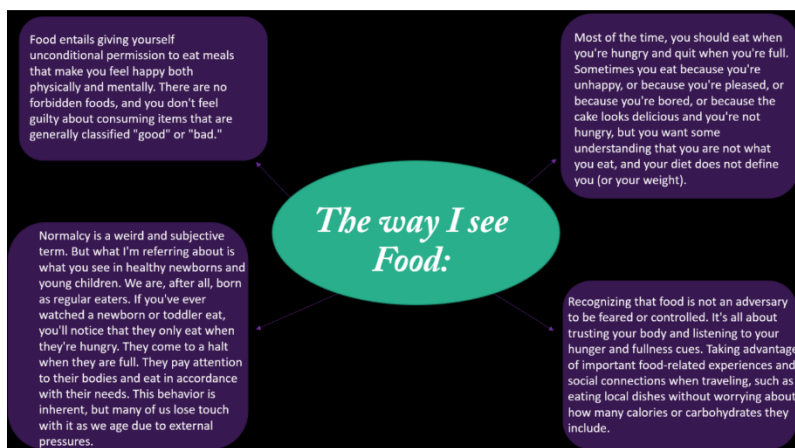 Food entails giving yourself
unconditional permission to eat meals
that make you feel happy both
physically and mentally. There are no
forbidden foods, and you don't feel
guilty about consuming items that
are generally classified "good" or "bad."
Most of the time, you should eat when
you're hungry and quit when you're full.
Sometimes you eat because you're
unhappy, or because you're pleased, or
because you're bored, or because the
cake looks delicious and you're not
hungry, but you want some
understanding that you are not what
you eat, and your diet does not define
you (or your weight).
The way I see
Food:
Normalcy is a weird and subjective
term. But what I'm referring about is
what you see in healthy newborns and
young children. We are, after all, born
as regular eaters. If you've ever
watched a newborn or toddler eat,
you'll notice that they only eat when
they're hungry. They come to a halt
when they are full. They pay attention
to their bodies and eat in accordance
with their needs. This behavior is
inherent, but many of us lose touch
with it as we age due to external
pressures.
Recognizing that food is not an adversary
to be feared or controlled. It's all about
trusting your body and listening to your
hunger and fullness cues. Taking advantage
of important food-related experiences and
social connections when traveling, such as
eating local dishes without worrying about
how many calories or carbohydrates they
include.